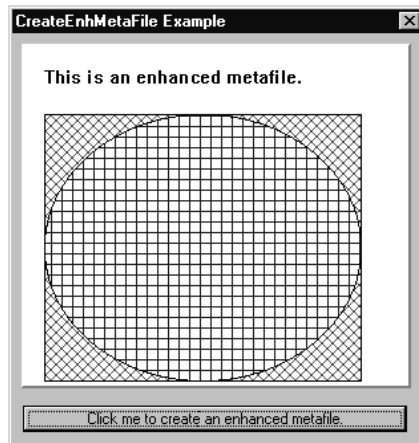 CreateEnhMetaFile Example
This is an enhanced metafile.
Click me to create an enhanced metafile.